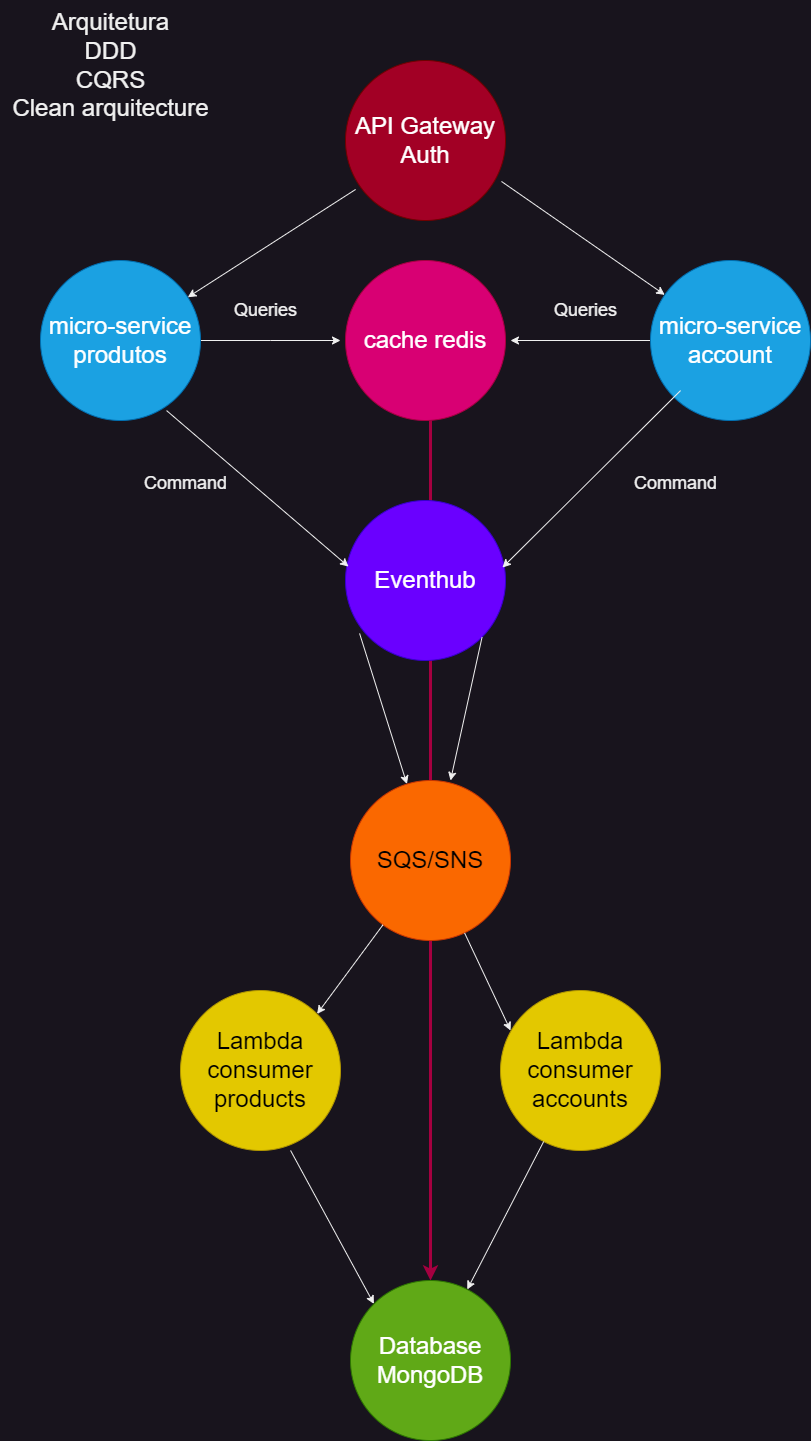 Arquitetura
DDD
CQRS
Clean arquitecture
API Gateway
Auth
micro-service
produtos
Queries
cache redis
Queries
micro-service
account
Command
Command
Eventhub
SQS/SNS
Lambda
consumer
products
Lambda
consumer
accounts
Database
MongoDB